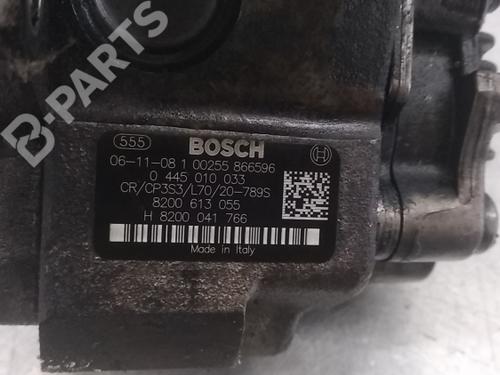 B-PARTS
555 BOSCH
06-11-08 1 00255 866596
0 445 010 033
CR/CP3S3/L70/20-789S
8200 613 055
H 8200 041 766
Made in Italy